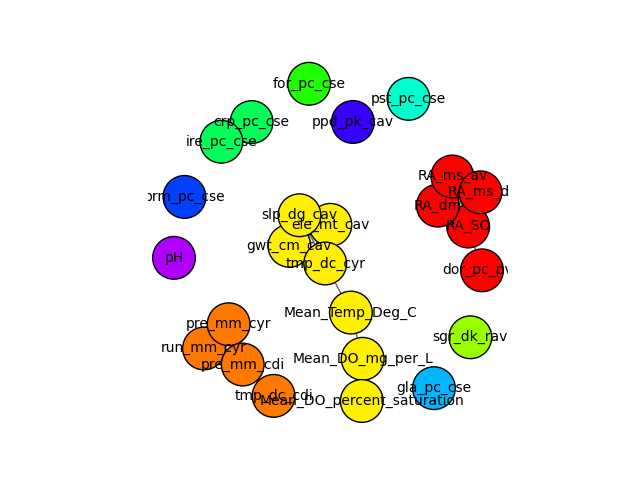 for_pc_cse
pst_pc_cse
crp_pc_cse
ppd_pk_cav
ire_pc_cse
RA_ms_av
RA_ms_d
prm_pc_cse
RA_dm
slp_dg_cav
ele_mt_cav
RA_SO
gwt_cm_cav
pH
tmp_dc_cyr
dor_pc_pv
Mean_Temp_Deg_C
pre_mm_cyr
sgr_dk_rav
run_mm_cyr
Mean_DO_mg_per_L
pre_mm_cdi
gla_pc_cse
tmp_dc_cdi
Mean_DO_percent_saturation